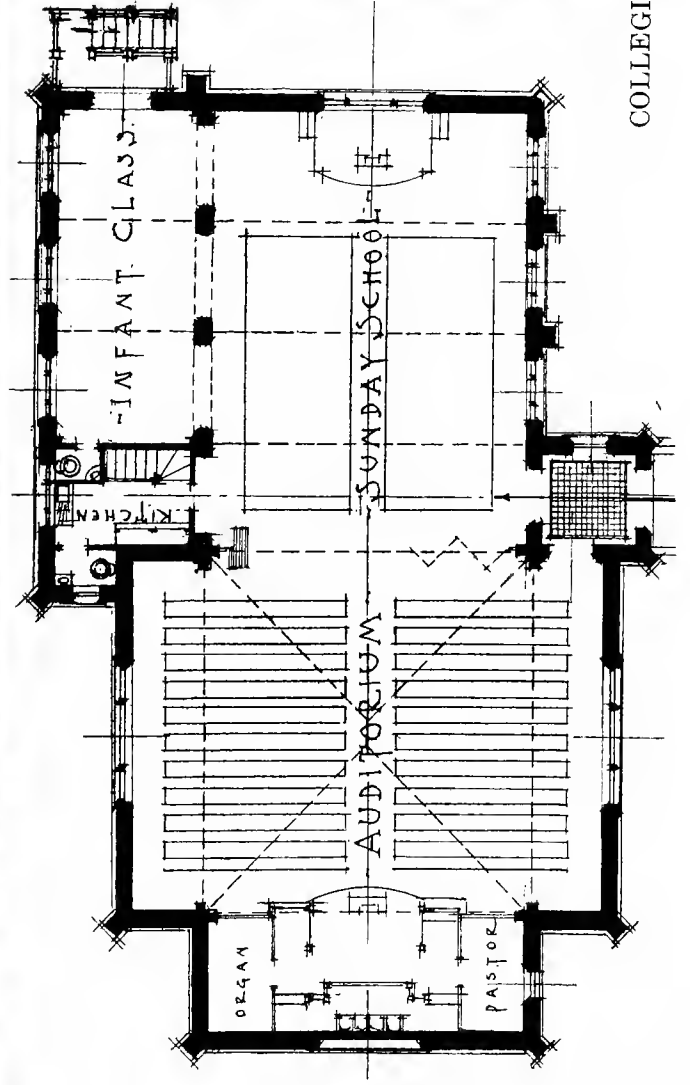 -INFANT. CLASS.
KITCHEN
SUNDAY SCHOOL
AUDITORIUM
ORGAN
PASTOR
COLLEGI